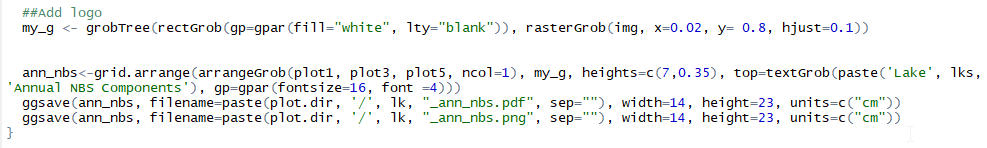 ##Add logo
my_g <- grobTree(rectGrob(gp=gpar(fill="white", lty="blank")), rasterGrob(img, x=0.02, y= 0.8, hjust=0.1))
ann_nbs<-grid.arrange(arrangeGrob(plot1, plot3, plot5, ncol=1), my_g, heights=c(7,0.35), top=textGrob(paste('Lake', lks,
'Annual NBS Components'), gp=gpar(fontsize=16, font =4)))
ggsave(ann_nbs, filename=paste(plot.dir, '/', lk, "_ann_nbs.pdf", sep=""), width=14, height=23, units=c("cm"))
ggsave(ann_nbs, filename=paste(plot.dir, '/', lk, "_ann_nbs.png", sep=""), width=14, height=23, units=c("cm"))
}